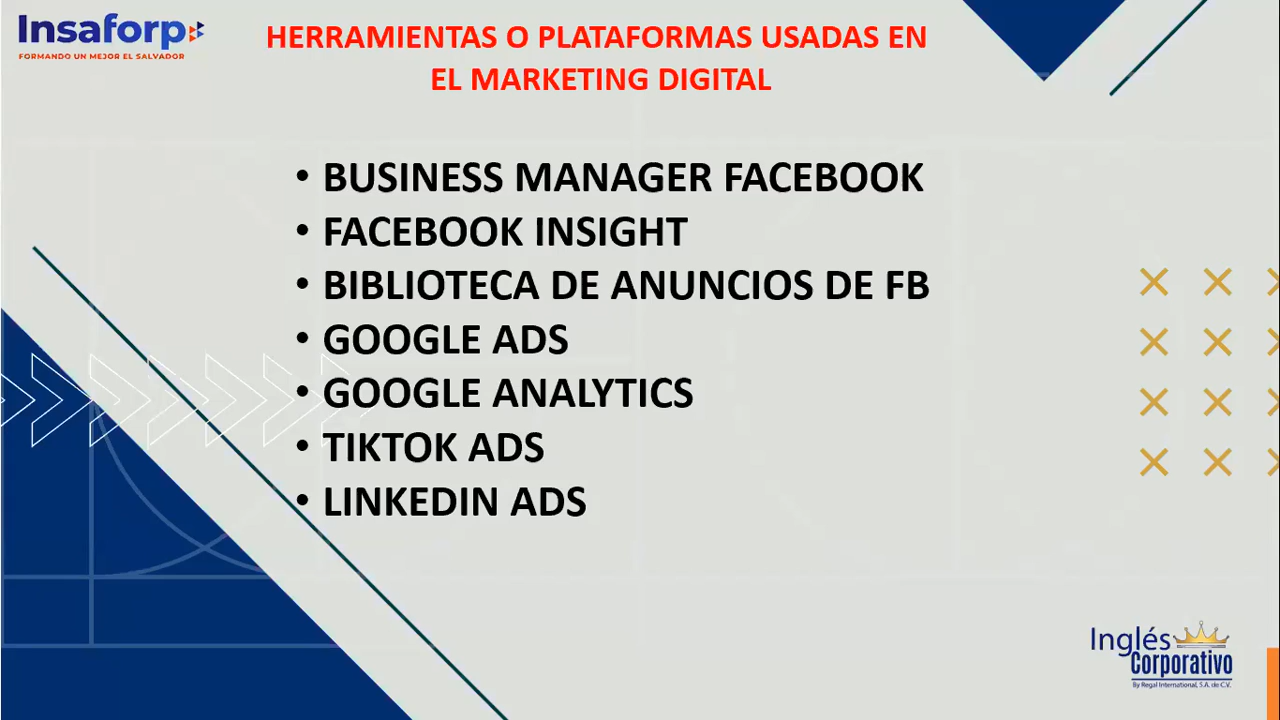 Insaforp
FORMANDO UN MEJOR EL SALVADOR
HERRAMIENTAS O PLATAFORMAS USADAS EN
EL MARKETING DIGITAL
• BUSINESS MANAGER FACEBOOK
• FACEBOOK INSIGHT
• BIBLIOTECA DE ANUNCIOS DE FB
• GOOGLE ADS
• GOOGLE ANALYTICS
• TIKTOK ADS
• LINKEDIN ADS
Inglés
Corporativo
By Regal International, S.A. de C.V.